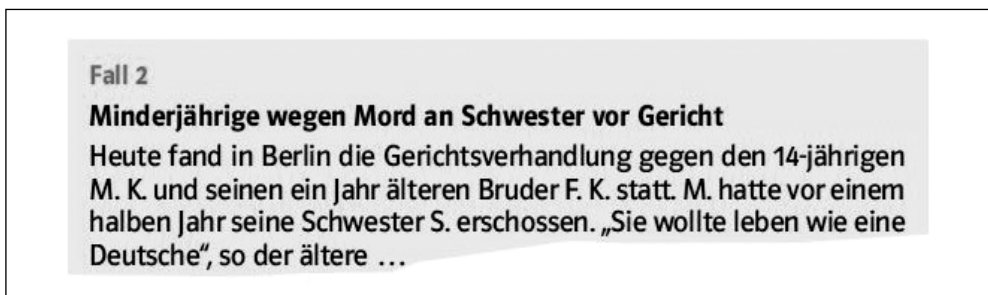 Fall 2
Minderjährige wegen Mord an Schwester vor Gericht
Heute fand in Berlin die Gerichtsverhandlung gegen den 14-jährigen
M. K. und seinen ein Jahr älteren Bruder F. K. statt. M. hatte vor einem
halben Jahr seine Schwester S. erschossen. „Sie wollte leben wie eine
Deutsche“, so der ältere …